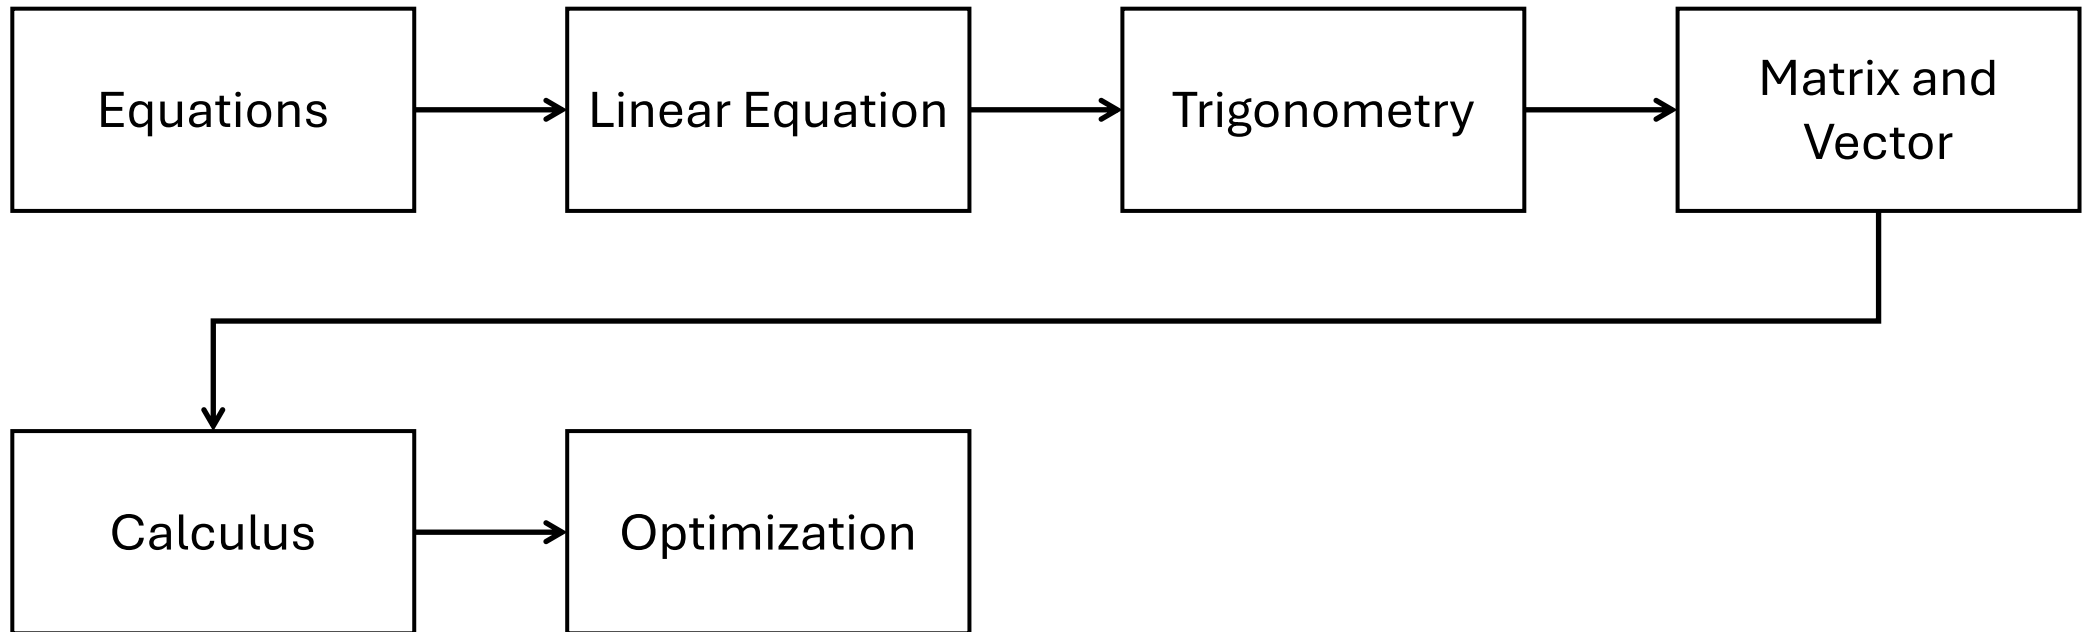 Equations
Linear Equation
Trigonometry
Matrix and
Vector
Calculus
Optimization